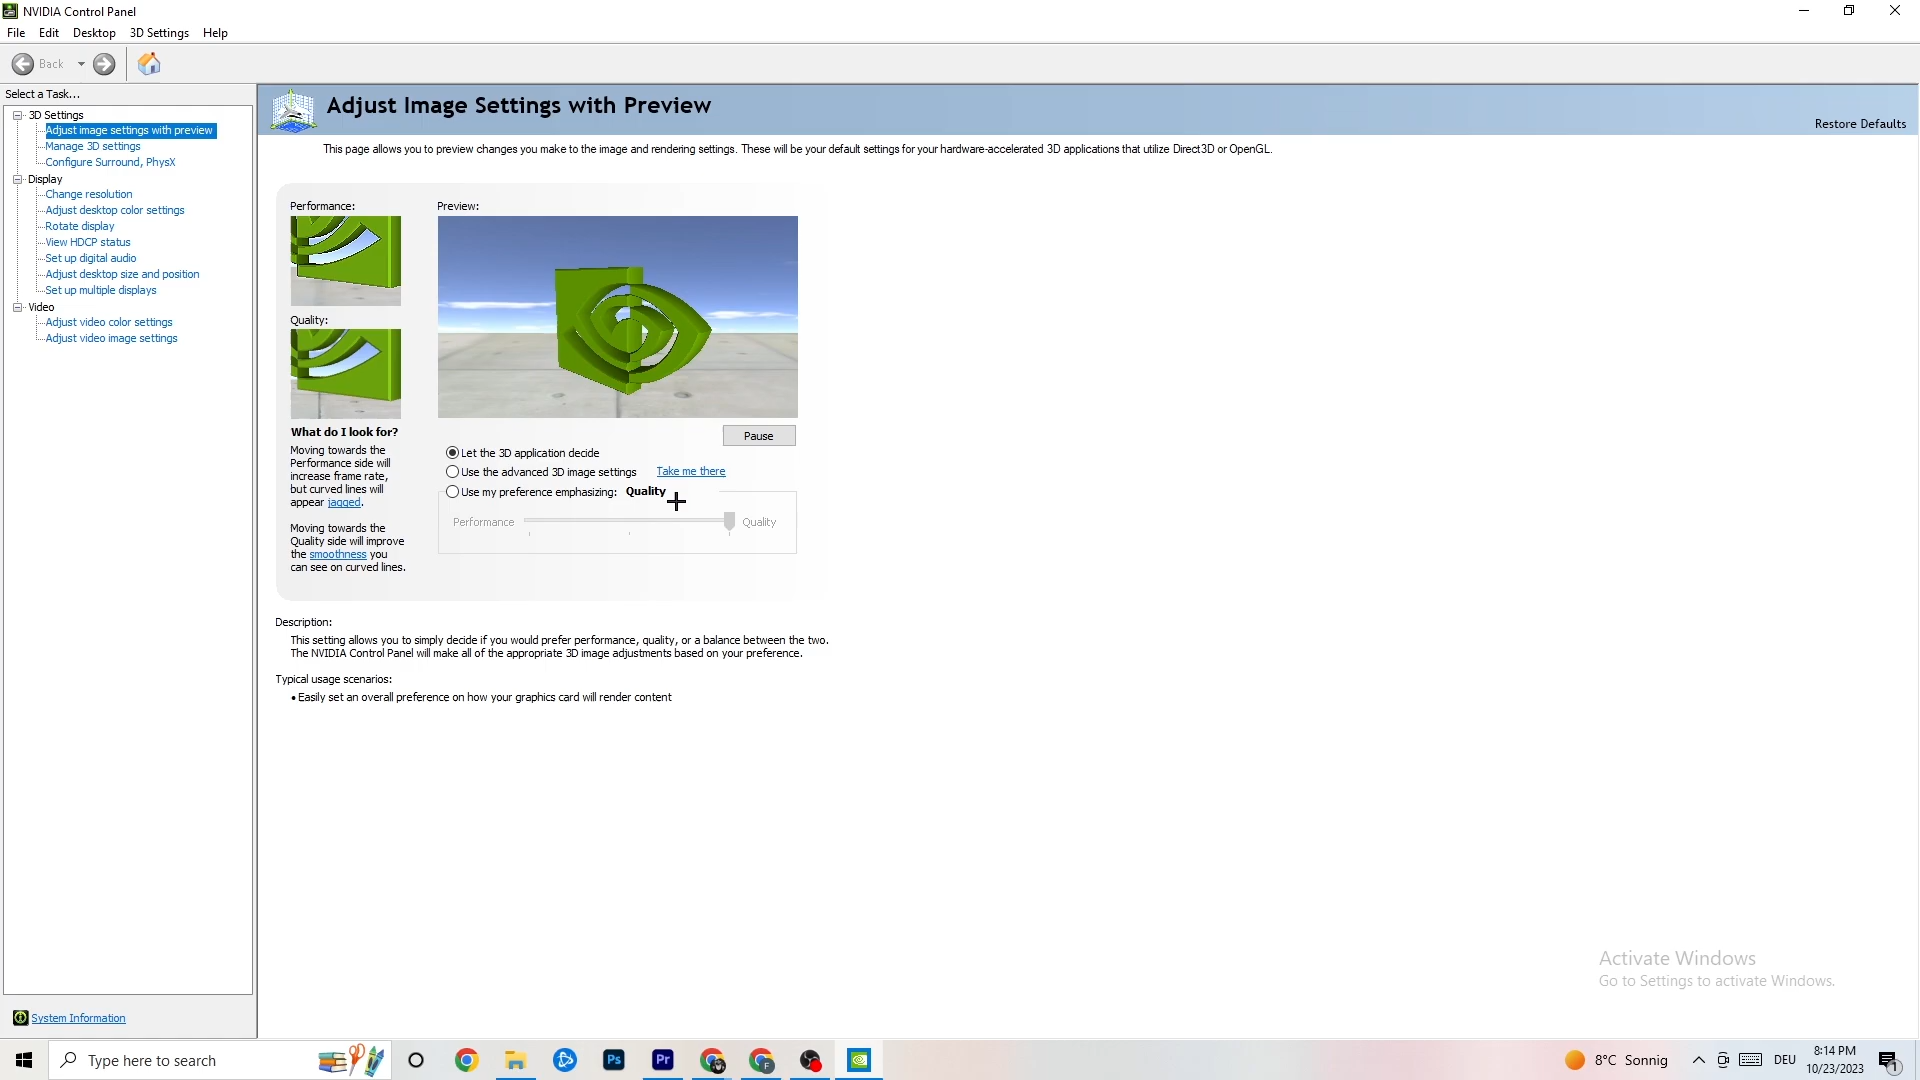 NVIDIA Control Panel
File Edit Desktop 3D Settings Help
Back
Select a Task...
3D Settings
Adjust image settings with preview
Manage 3D settings
Configure Surround, PhysX
Display
Change resolution
Adjust desktop color settings
Rotate display
View HDCP status
Set up digital audio
Adjust desktop size and position
Set up multiple displays
Video
Adjust video color settings
Adjust video image settings
System Information
Adjust Image Settings with Preview
Restore Defaults
This page allows you to preview changes you make to the image and rendering settings. These will be your default settings for your hardware-accelerated 3D applications that utilize Direct3D or OpenGL.
Performance:
Quality:
What do I look for?
Moving towards the
Performance side will
increase frame rate,
but curved lines will
appear jagged.
Moving towards the
Quality side will improve
the smoothness you
can see on curved lines.
Preview:
Pause
Let the 3D application decide
Use the advanced 3D image settings Take me there
Use my preference emphasizing: Quality
Performance Quality
Description:
This setting allows you to simply decide if you would prefer performance, quality, or a balance between the two.
The NVIDIA Control Panel will make all of the appropriate 3D image adjustments based on your preference.
Typical usage scenarios:
• Easily set an overall preference on how your graphics card will render content
Activate Windows
Go to Settings to activate Windows.
Type here to search
Ps
Pr
F
8°C Sonnig
DEU
8:14 PM
10/23/2023
1